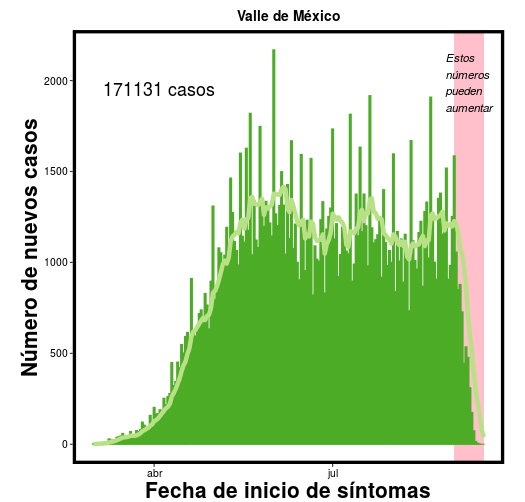 Valle de México
Número de nuevos casos
2000
1500
1000
500
0
171131 casos
Estos
números
pueden
aumentar
abr
jul
Fecha de inicio de síntomas